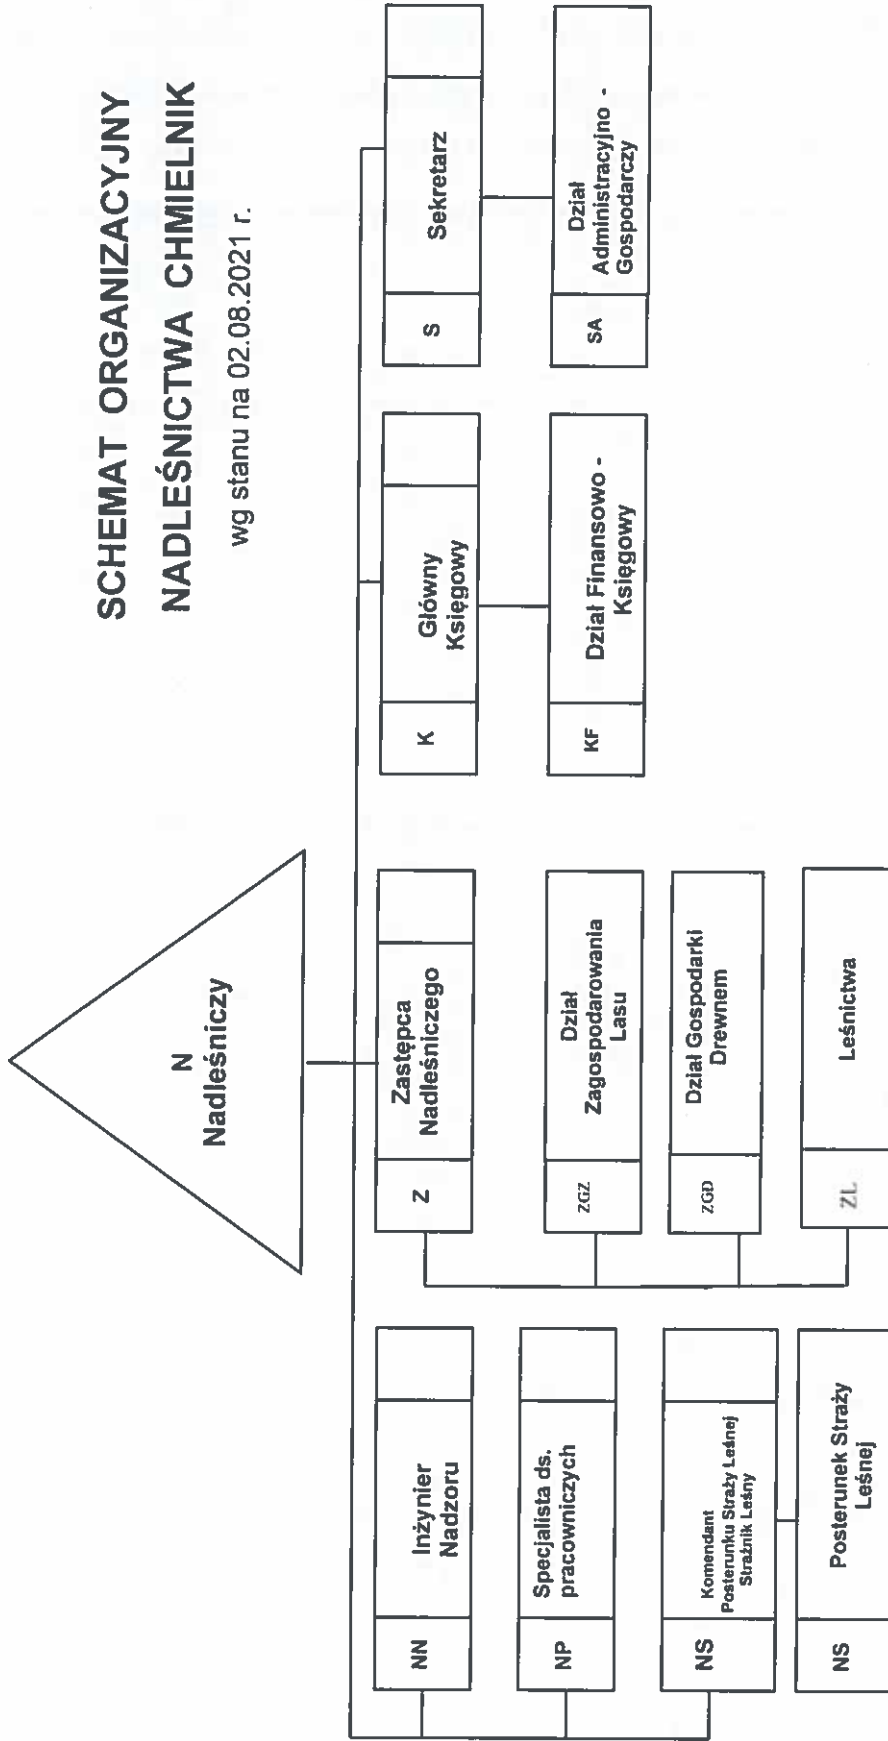 SCHEMAT ORGANIZACYJNY
NADLEŚNICTWA CHMIELNIK
wg stanu na 02.08.2021 r.
N
Nadleśniczy
NN
Inżynier
Nadzoru
NP
Specjalista ds.
pracowniczych
NS
Komendant
Posterunku Straży Leśnej
Strażnik Leśny
NS
Posterunek Straży
Leśnej
Z
Zastępca
Nadleśniczego
ZGZ
Dział
Zagospodarowania
Lasu
ZGD
Dział Gospodarki
Drewnem
ZL
Leśnictwa
K
Główny
Księgowy
KF
Dział Finansowo -
Księgowy
S
Sekretarz
SA
Dział
Administracyjno -
Gospodarczy